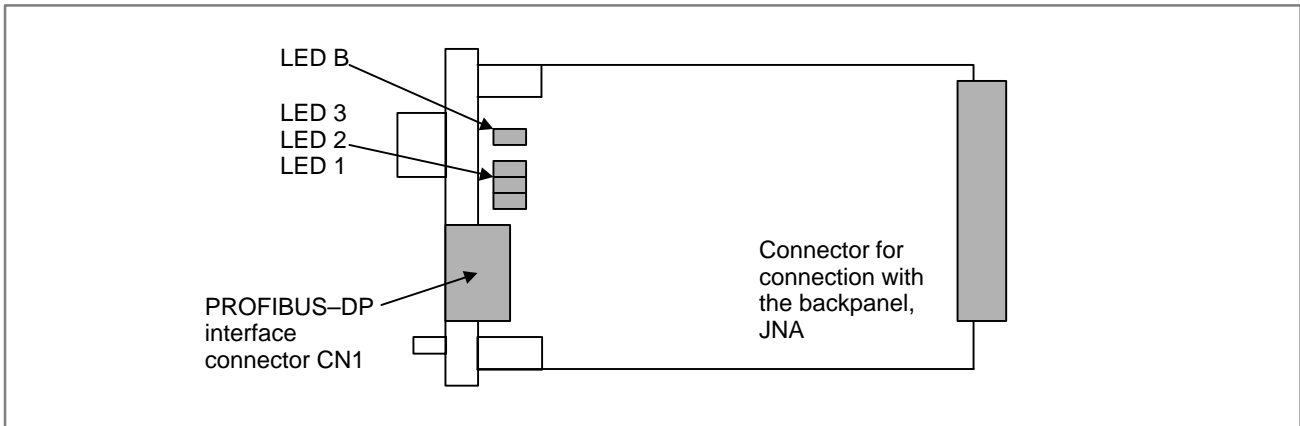 LED B
LED 3
LED 2
LED 1
PROFIBUS–DP
interface
connector CN1
Connector for
connection with
the backpanel,
JNA